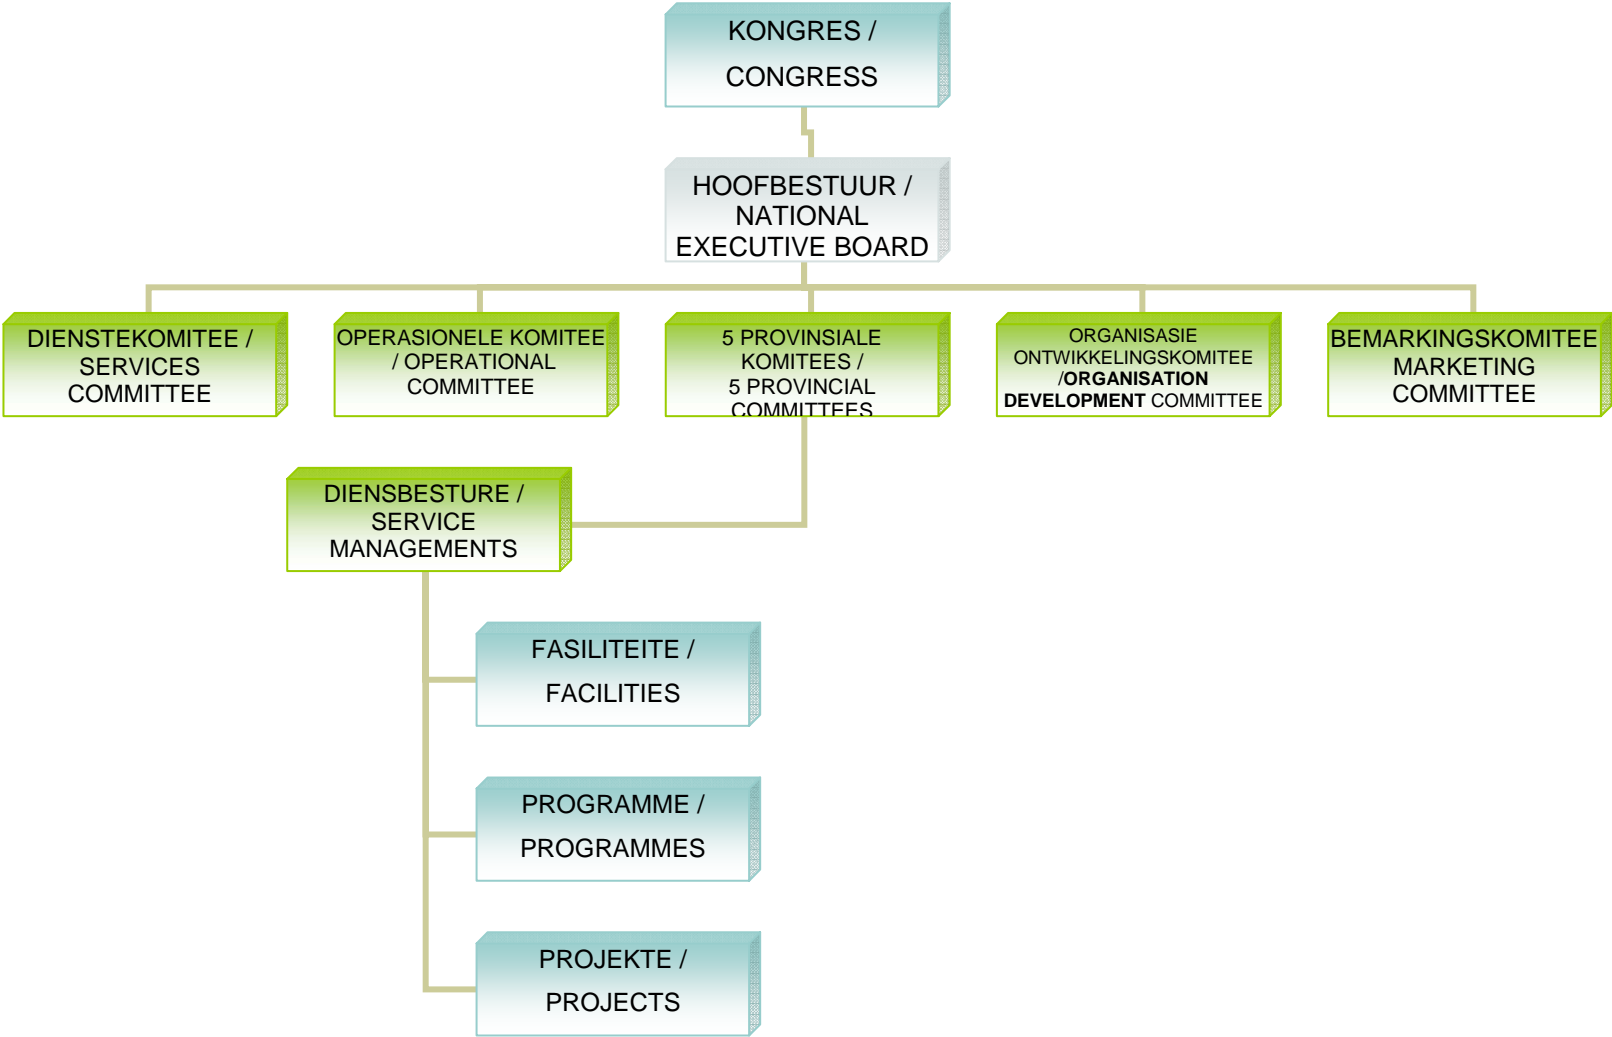 KONGRES /
CONGRESS
HOOFBESTUUR /
NATIONAL
EXECUTIVE BOARD
DIENSTEKOMITEE /
SERVICES
COMMITTEE
OPERASIONELE KOMITEE
/ OPERATIONAL
COMMITTEE
5 PROVINSIALE
KOMITEES /
5 PROVINCIAL
COMMITTEES
ORGANISASIE
ONTWIKKELINGSKOMITEE
/ORGANISATION
DEVELOPMENT COMMITTEE
BEMARKINGSKOMITEE
MARKETING
COMMITTEE
DIENSBESTURE /
SERVICE
MANAGEMENTS
FASILITEITE /
FACILITIES
PROGRAMME /
PROGRAMMES
PROJEKTE /
PROJECTS